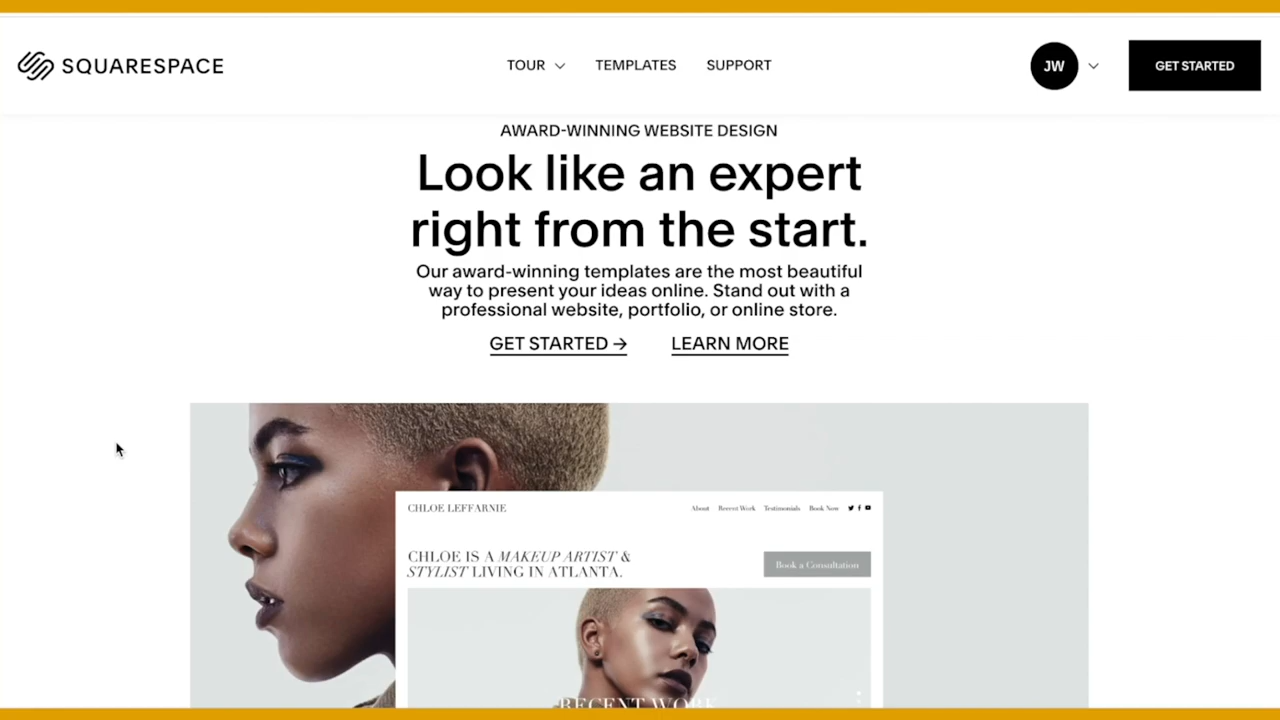 SQUARESPACE
TOUR
TEMPLATES
SUPPORT
JW
GET STARTED
AWARD-WINNING WEBSITE DESIGN
Look like an expert
right from the start.
Our award-winning templates are the most beautiful
way to present your ideas online. Stand out with a
professional website, portfolio, or online store.
GET STARTED →
LEARN MORE
CHLOE LEFFARNIE
About
Recent Work
Testimonials
Book Now
CHLOE IS A MAKEUP ARTIST &
STYLIST LIVING IN ATLANTA.
Book a Consultation
RECENT WORK